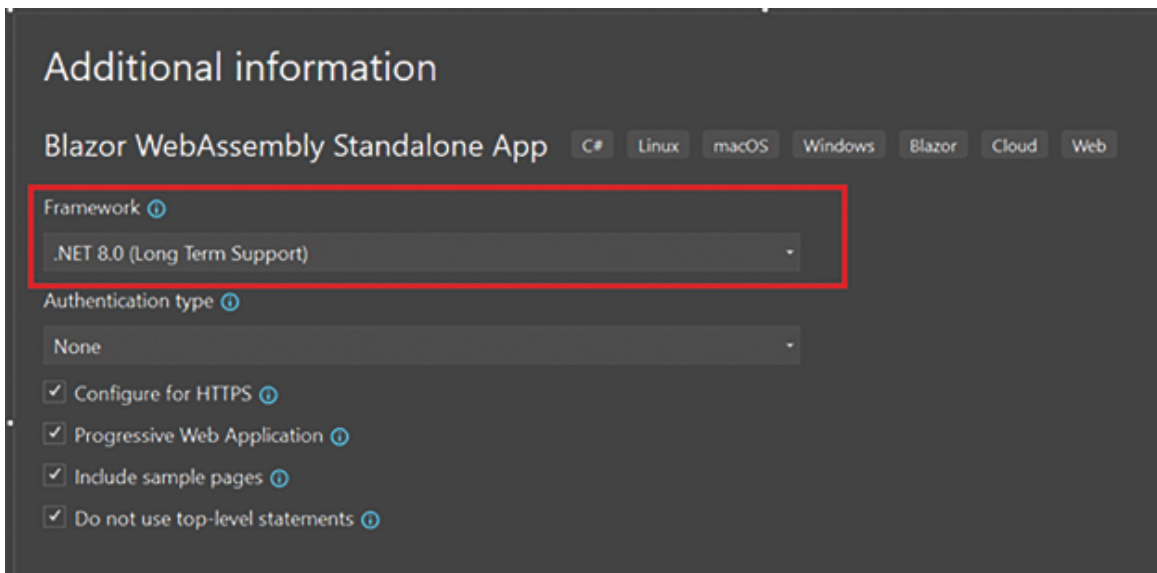 Additional information
Blazor WebAssembly Standalone App C# Linux macOS Windows Blazor Cloud Web
Framework
.NET 8.0 (Long Term Support)
Authentication type
None
Configure for HTTPS
Progressive Web Application
Include sample pages
Do not use top-level statements